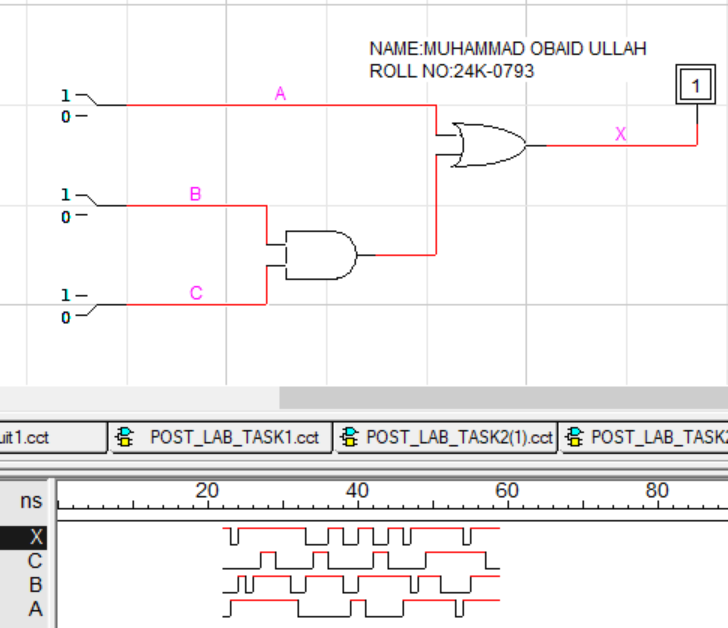 NAME:MUHAMMAD OBAID ULLAH
ROLL NO:24K-0793
A
1
0
1
X
B
1
0
C
1
0
uit1.cct POST_LAB_TASK1.cct POST_LAB_TASK2(1).cct POST_LAB_TASK2
ns 20 40 60 80
X
C
B
A